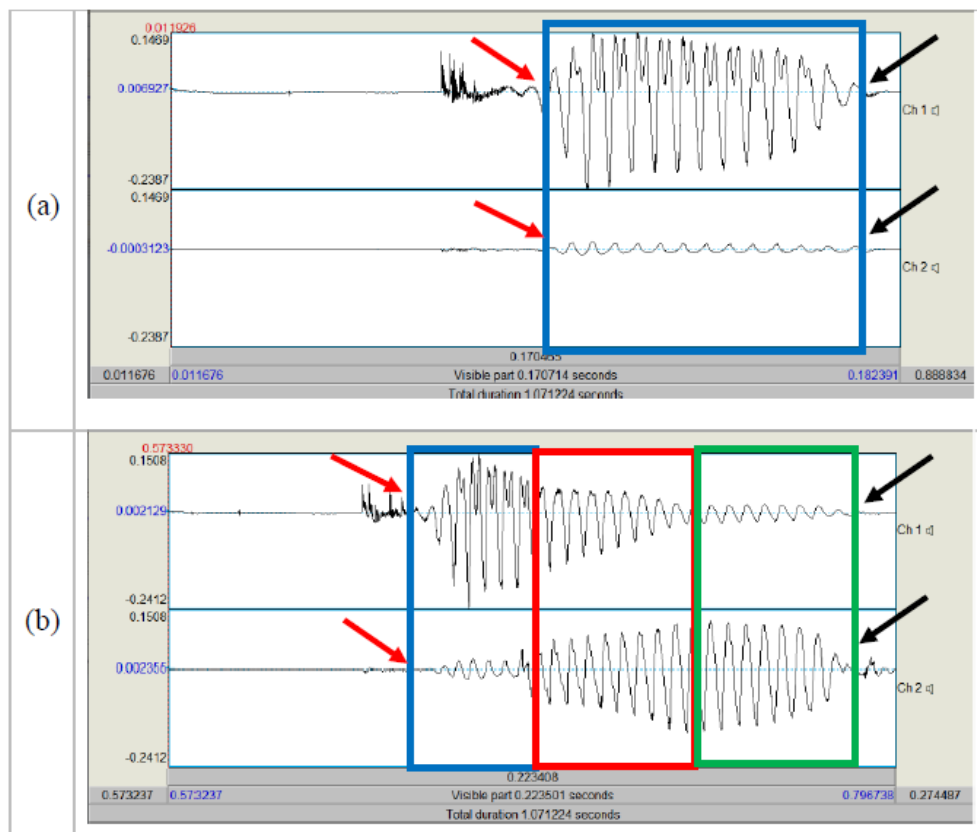 (a)
0.011926
0.1469
0.006927
Ch 1
-0.2387
0.1469
-0.0003123
Ch 2
-0.2387
0.170455
0.011676 0.011676 Visible part 0.170714 seconds 0.182391 0.888834
Total duration 1.071224 seconds
(b)
0.573330
0.1508
0.002129
Ch 1
-0.2412
0.1508
0.002355
Ch 2
-0.2412
0.223408
0.573237 0.573237 Visible part 0.223501 seconds 0.796738 0.274487
Total duration 1.071224 seconds